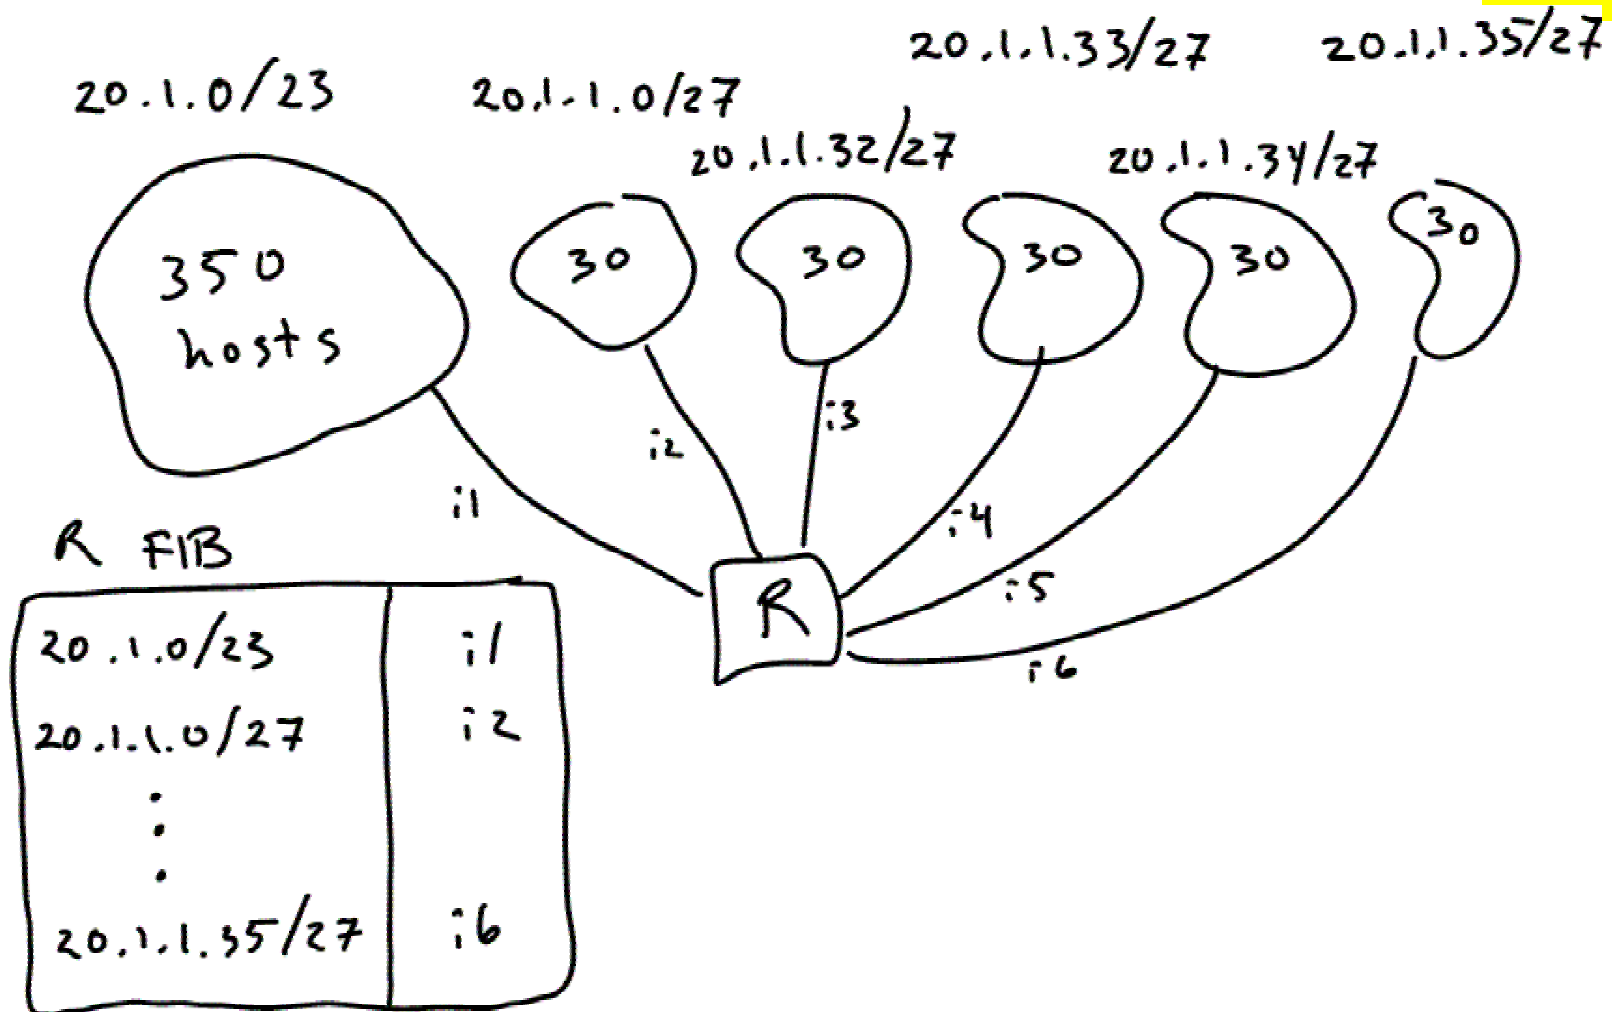 20.1.1.33/27
20.1.1.35/27
20.1.0/23
20.1.1.0/27
20.1.1.32/27
20.1.1.34/27
350
hosts
30
30
30
30
30
i1
i2
i3
i4
i5
i6
R
R FIB
20.1.0/23 i1
20.1.1.0/27 i2
20.1.1.35/27 i6